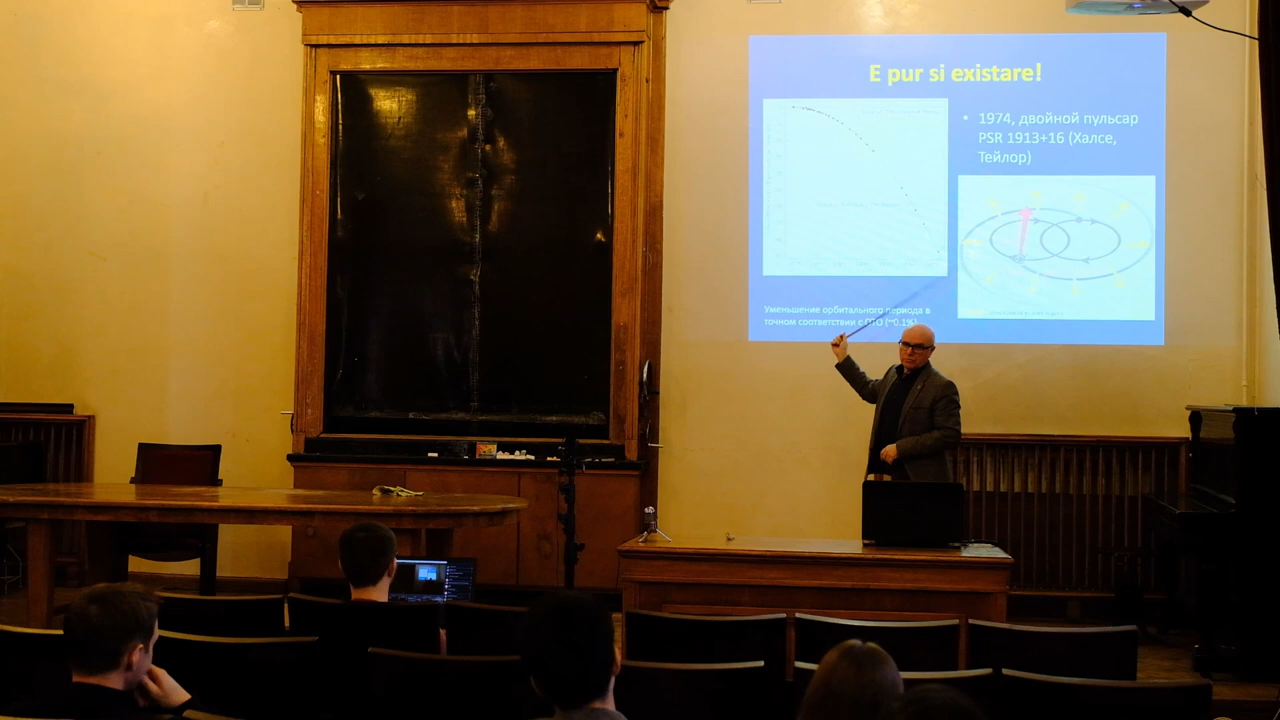 E pur si existare!
• 1974, двойной пульсар
PSR 1913+16 (Халсе,
Тейлор)
Уменьшение орбитального периода в
точном соответствии с ОТО (~0.1%)